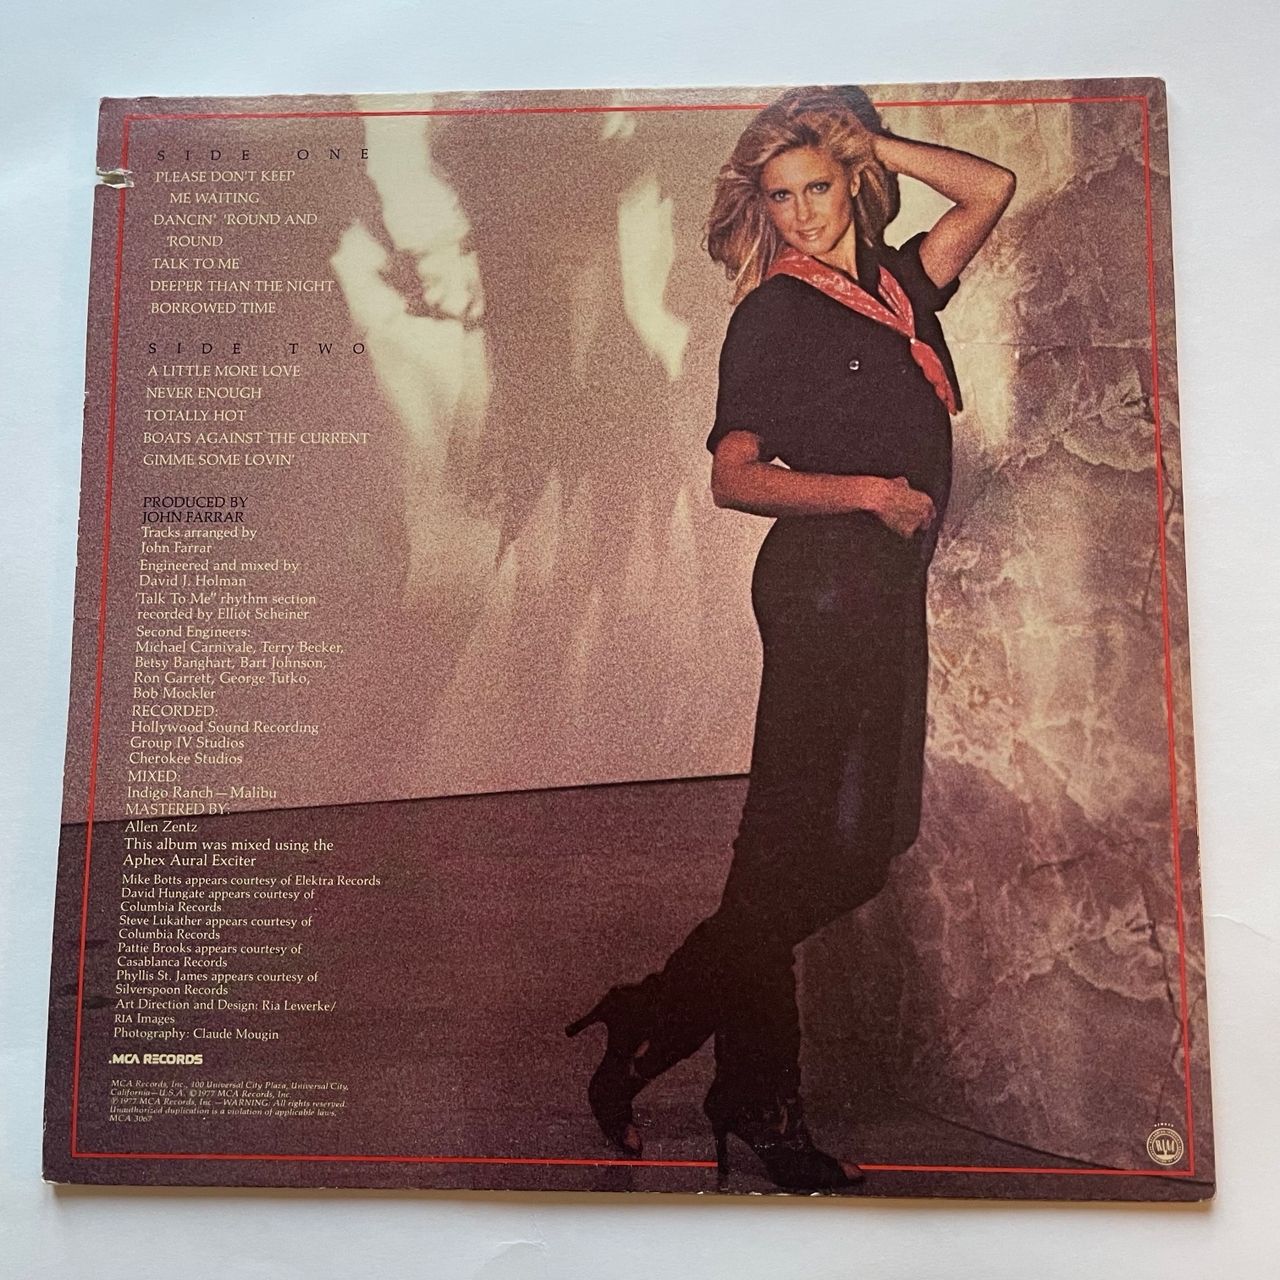 SIDE ONE
PLEASE DON'T KEEP
ME WAITING
DANCIN' 'ROUND AND
'ROUND
TALK TO ME
DEEPER THAN THE NIGHT
BORROWED TIME
SIDE TWO
A LITTLE MORE LOVE
NEVER ENOUGH
TOTALLY HOT
BOATS AGAINST THE CURRENT
GIMME SOME LOVIN'
PRODUCED BY
JOHN FARRAR
Tracks arranged by
John Farrar
Engineered and mixed by
David J. Holman
"Talk To Me" rhythm section
recorded by Elliot Scheiner
Second Engineers:
Michael Carnivale, Terry Becker,
Betsy Banghart, Bart Johnson,
Ron Garrett, George Tutko,
Bob Mockler
RECORDED:
Hollywood Sound Recording
Group IV Studios
Cherokee Studios
MIXED:
Indigo Ranch—Malibu
MASTERED BY:
Allen Zentz
This album was mixed using the
Aphex Aural Exciter
Mike Botts appears courtesy of Elektra Records
David Hungate appears courtesy of
Columbia Records
Steve Lukather appears courtesy of
Columbia Records
Pattie Brooks appears courtesy of
Casablanca Records
Phyllis St. James appears courtesy of
Silverspoon Records
Art Direction and Design: Ria Lewerke/
RIA Images
Photography: Claude Mougin
MCA RECORDS
MCA Records, Inc., 100 Universal City Plaza, Universal City,
California—U.S.A. ©1977 MCA Records, Inc.
℗1977 MCA Records, Inc.—WARNING: All rights reserved.
Unauthorized duplication is a violation of applicable laws.
MCA 3067